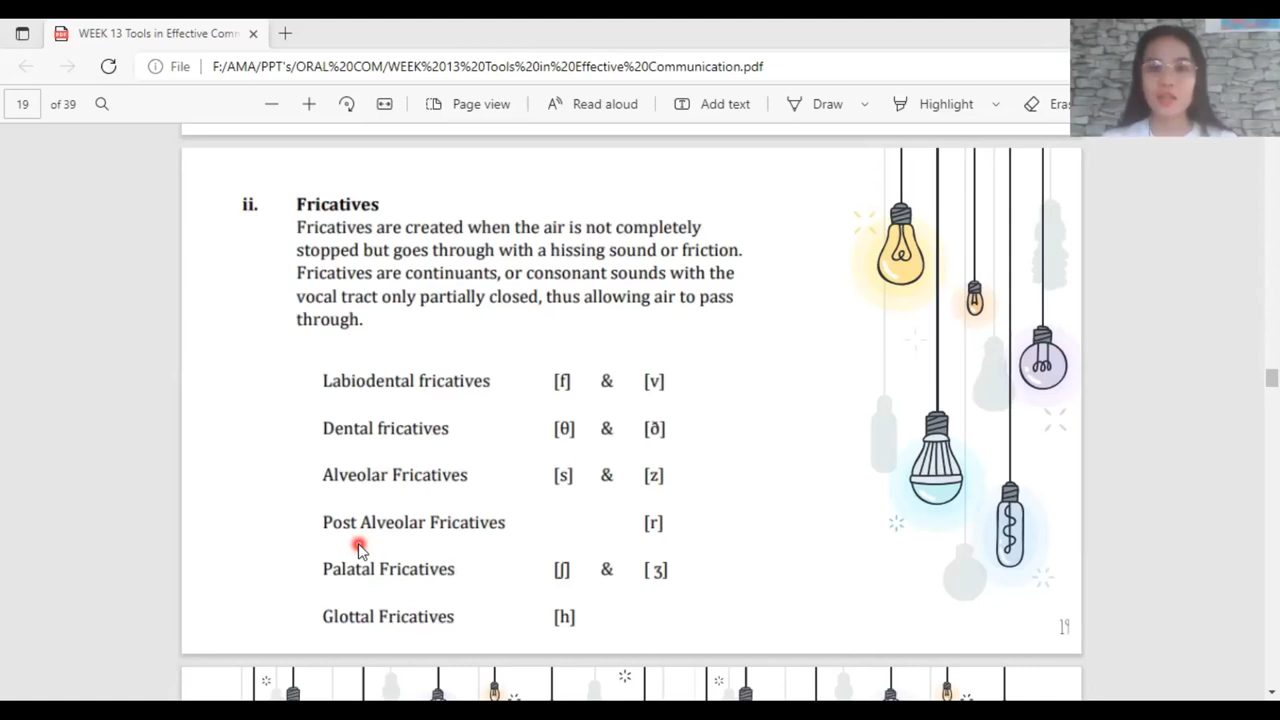 WEEK 13 Tools in Effective Comm
File F:/AMA/PPT's/ORAL%20COM/WEEK%2013%20Tools%20in%20Effective%20Communication.pdf
19 of 39 Page view Read aloud Add text Draw Highlight Eras
ii. Fricatives
Fricatives are created when the air is not completely
stopped but goes through with a hissing sound or friction.
Fricatives are continuants, or consonant sounds with the
vocal tract only partially closed, thus allowing air to pass
through.
Labiodental fricatives [f] & [v]
Dental fricatives [θ] & [ð]
Alveolar Fricatives [s] & [z]
Post Alveolar Fricatives [r]
Palatal Fricatives [ʃ] & [ ʒ]
Glottal Fricatives [h]
19